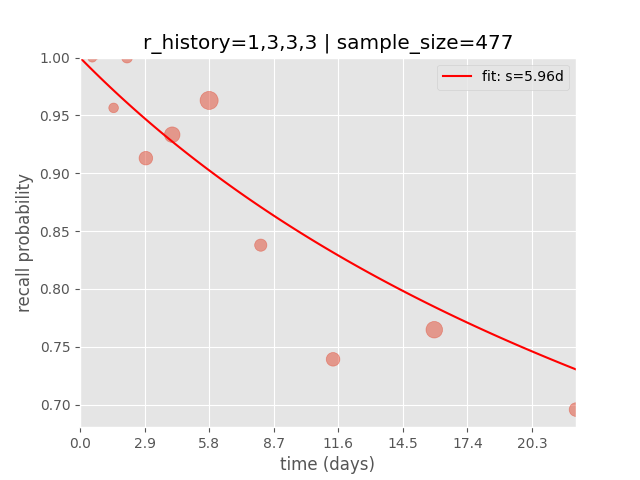 r_history=1,3,3,3 | sample_size=477
fit: s=5.96d
recall probability
1.00
0.95
0.90
0.85
0.80
0.75
0.70
0.0 2.9 5.8 8.7 11.6 14.5 17.4 20.3
time (days)